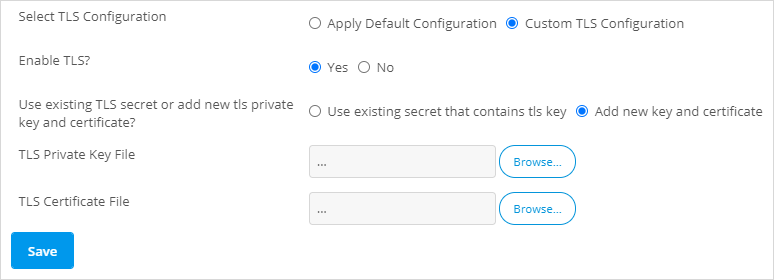 Select TLS Configuration
Apply Default Configuration Custom TLS Configuration
Enable TLS?
Yes No
Use existing TLS secret or add new tls private
key and certificate?
Use existing secret that contains tls key Add new key and certificate
TLS Private Key File
... Browse...
TLS Certificate File
... Browse...
Save